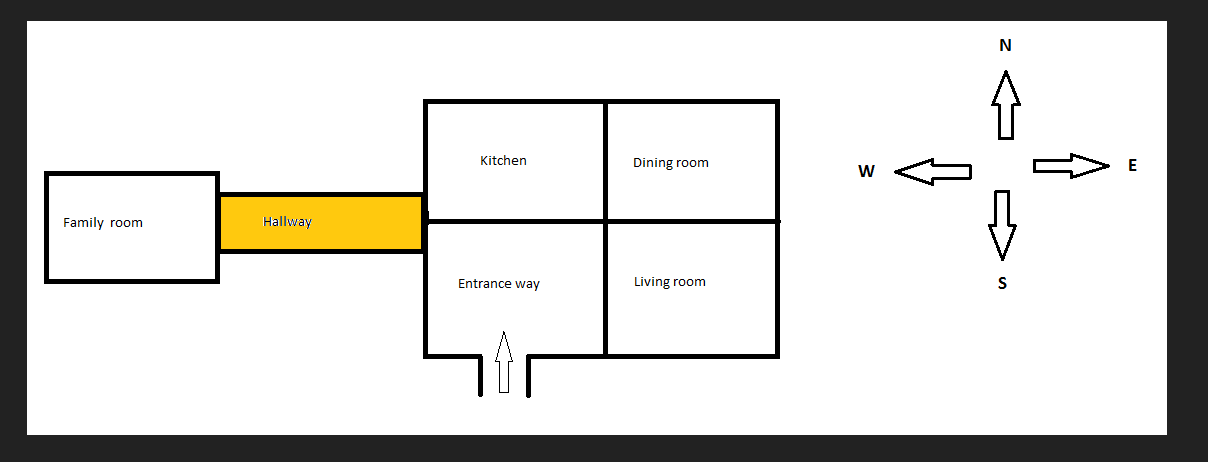 N
Kitchen
Dining room
W
E
Family  room
Hallway
Entrance way
Living room
S